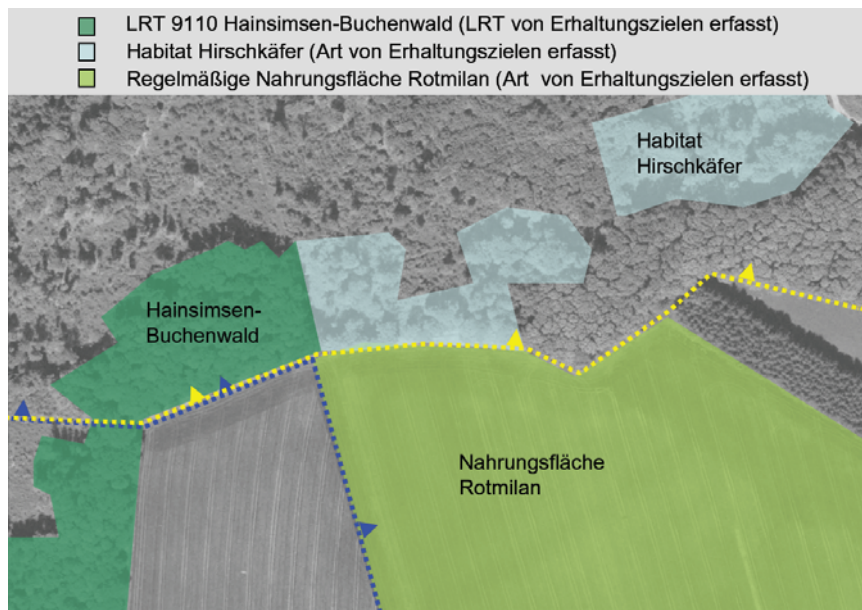 LRT 9110 Hainsimsen-Buchenwald (LRT von Erhaltungszielen erfasst)
Habitat Hirschkäfer (Art von Erhaltungszielen erfasst)
Regelmäßige Nahrungsfläche Rotmilan (Art von Erhaltungszielen erfasst)
Habitat
Hirschkäfer
Hainsimsen-
Buchenwald
Nahrungsfläche
Rotmilan